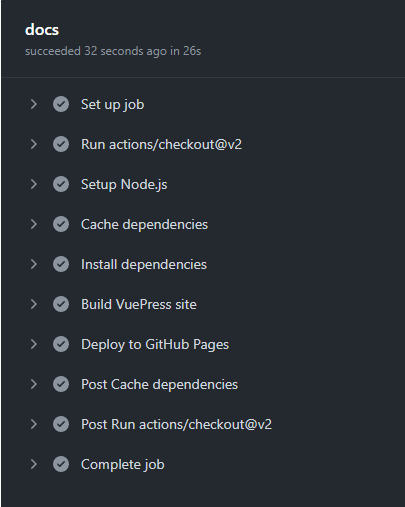 docs
succeeded 32 seconds ago in 26s
Set up job
Run actions/checkout@v2
Setup Node.js
Cache dependencies
Install dependencies
Build VuePress site
Deploy to GitHub Pages
Post Cache dependencies
Post Run actions/checkout@v2
Complete job